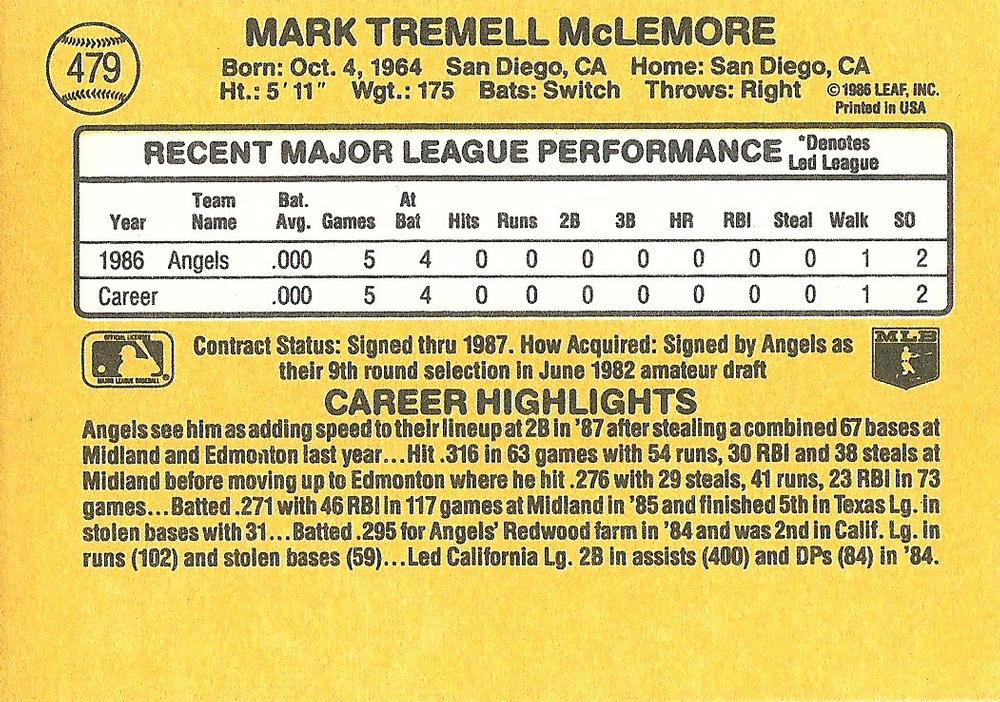 479
MARK TREMELL McLEMORE
Born: Oct. 4, 1964 San Diego, CA Home: San Diego, CA
Ht.: 5'11" Wgt.: 175 Bats: Switch Throws: Right ©1986 LEAF, INC.
Printed in USA
RECENT MAJOR LEAGUE PERFORMANCE *Denotes
Led League
Year Team Name Bat. Avg. Games At Bat Hits Runs 2B 3B HR RBI Steal Walk SO
1986 Angels .000 5 4 0 0 0 0 0 0 0 1 2
Career .000 5 4 0 0 0 0 0 0 0 1 2
OFFICIAL LICENSEE
MAJOR LEAGUE BASEBALL®
MLB
Contract Status: Signed thru 1987. How Acquired: Signed by Angels as
their 9th round selection in June 1982 amateur draft
CAREER HIGHLIGHTS
Angels see him as adding speed to their lineup at 2B in '87 after stealing a combined 67 bases at
Midland and Edmonton last year...Hit .316 in 63 games with 54 runs, 30 RBI and 38 steals at
Midland before moving up to Edmonton where he hit .276 with 29 steals, 41 runs, 23 RBI in 73
games...Batted .271 with 46 RBI in 117 games at Midland in '85 and finished 5th in Texas Lg. in
stolen bases with 31...Batted .295 for Angels' Redwood farm in '84 and was 2nd in Calif. Lg. in
runs (102) and stolen bases (59)...Led California Lg. 2B in assists (400) and DPs (84) in '84.